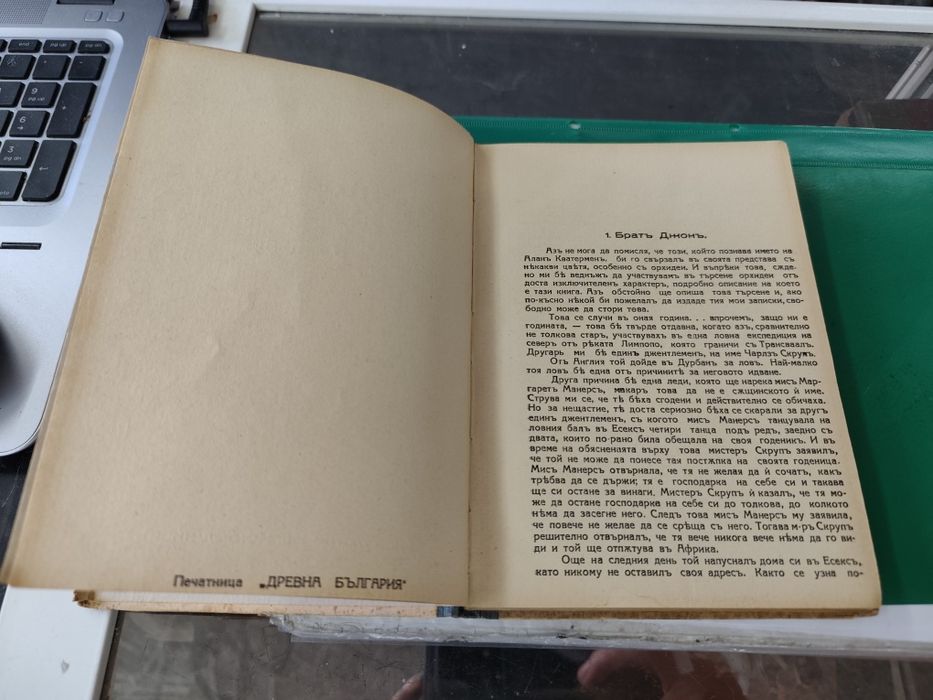 Печатница „ДРЕВНА БЪЛГАРИЯ"
1. Братъ Джонъ.
Азъ не мога да помисля, че този, който познава името на
Аланъ Куатерменъ, би го свързалъ въ своята представа съ
нѣкакви цвѣтя, особенно съ орхидеи. И въпрѣки това, сжде-
но ми бѣ веднъжъ да участвувамъ въ търсене орхидеи отъ
доста изключителенъ характеръ, подробно описание на което
е тази книга. Азъ обстойно ще опиша това търсене и, ако
по-късно нѣкой би пожелалъ да издаде тия мои записки, сво-
бодно може да стори това.
Това се случи въ оная година... впрочемъ, защо ни е
годината, — това бѣ твърде отдавна, когато азъ, сравнително
не толкова старъ, участвувахъ въ една ловна експедиция на
северъ отъ рѣката Лимпопо, която граничи съ Трансваалъ.
Другарь ми бѣ единъ джентлеменъ, на име Чарлзъ Скрупъ.
Отъ Англия той дойде въ Дурбанъ за ловъ. Най-малко
тоя ловъ бѣ една отъ причинитѣ за неговото идване.
Друга причина бѣ една леди, която ще нарека мисъ Мар-
гаретъ Манерсъ, макаръ това да не е сжщинското ѝ име.
Струва ми се, че тѣ бѣха сгодени и действително се обичаха.
Но за нещастие, тѣ доста сериозно бѣха се скарали за другъ
единъ джентлеменъ, съ когото мисъ Манерсъ танцувала на
ловния балъ въ Есексъ четири танца подъ редъ, заедно съ
двата, които по-рано била обещала на своя годеникъ. И въ
време на обясненията върху това мистеръ Скрупъ заявилъ,
че той не може да понесе тая постжпка на своята годеница.
Мисъ Манерсъ отвърнала, че тя не желая да ѝ сочатъ, какъ
трѣбва да се държи; тя е господарка на себе си и такава
ще си остане за винаги. Мистеръ Скрупъ ѝ казалъ, че тя мо-
же да остане господарка на себе си до толкова, до колкото
нѣма да засегне него. Следъ това мисъ Манерсъ му заявила,
че повече не желае да се срѣща съ него. Тогава м-ръ Скрупъ
решително отвърналъ, че тя вече никога вече нѣма да го ви-
ди и той ще отпжтува въ Африка.
Още на следния день той напусналъ дома си въ Есексъ,
като никому не оставилъ своя адресъ. Както се узна по-